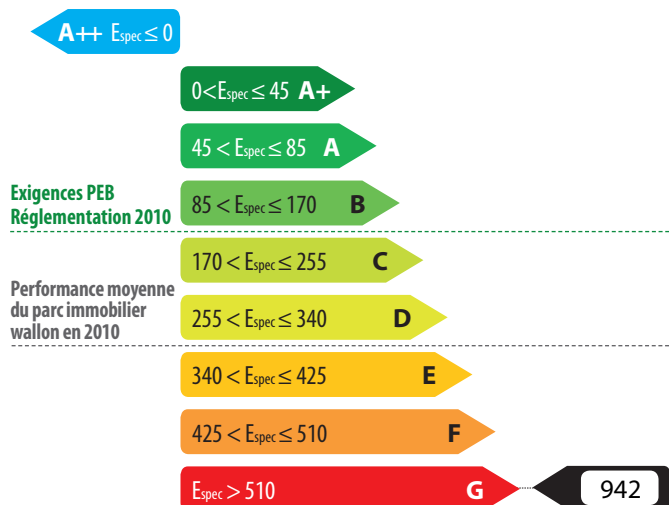 A++ Espec ≤ 0
0<Espec ≤ 45 A+
45 < Espec ≤ 85 A
Exigences PEB
Réglementation 2010
85 < Espec ≤ 170 B
170 < Espec ≤ 255 C
Performance moyenne
du parc immobilier
wallon en 2010
255 < Espec ≤ 340 D
340 < Espec ≤ 425 E
425 < Espec ≤ 510 F
Espec > 510 G 942